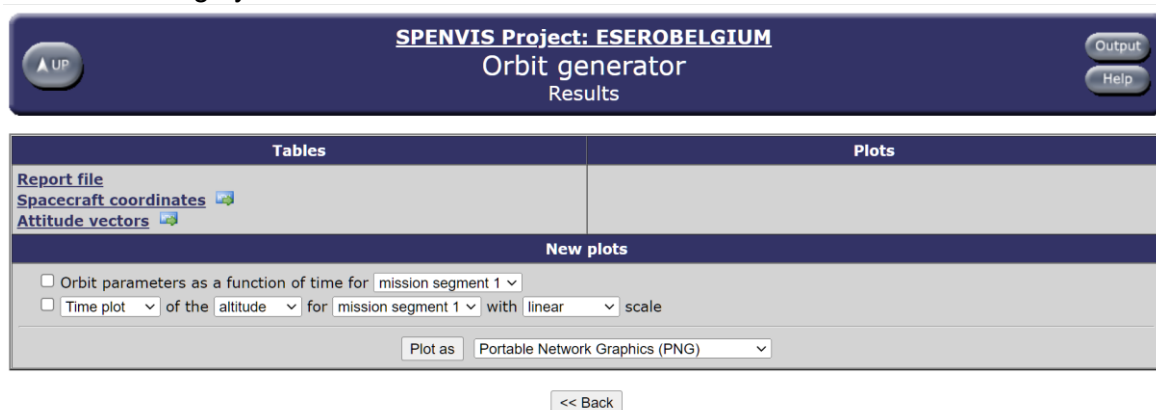 SPENVIS Project: ESEROBELGIUM
UP
Orbit generator
Output
Results
Help
Tables
Plots
Report file
Spacecraft coordinates
Attitude vectors
New plots
Orbit parameters as a function of time for mission segment 1
Time plot of the altitude for mission segment 1 with linear scale
Plot as Portable Network Graphics (PNG)
<< Back